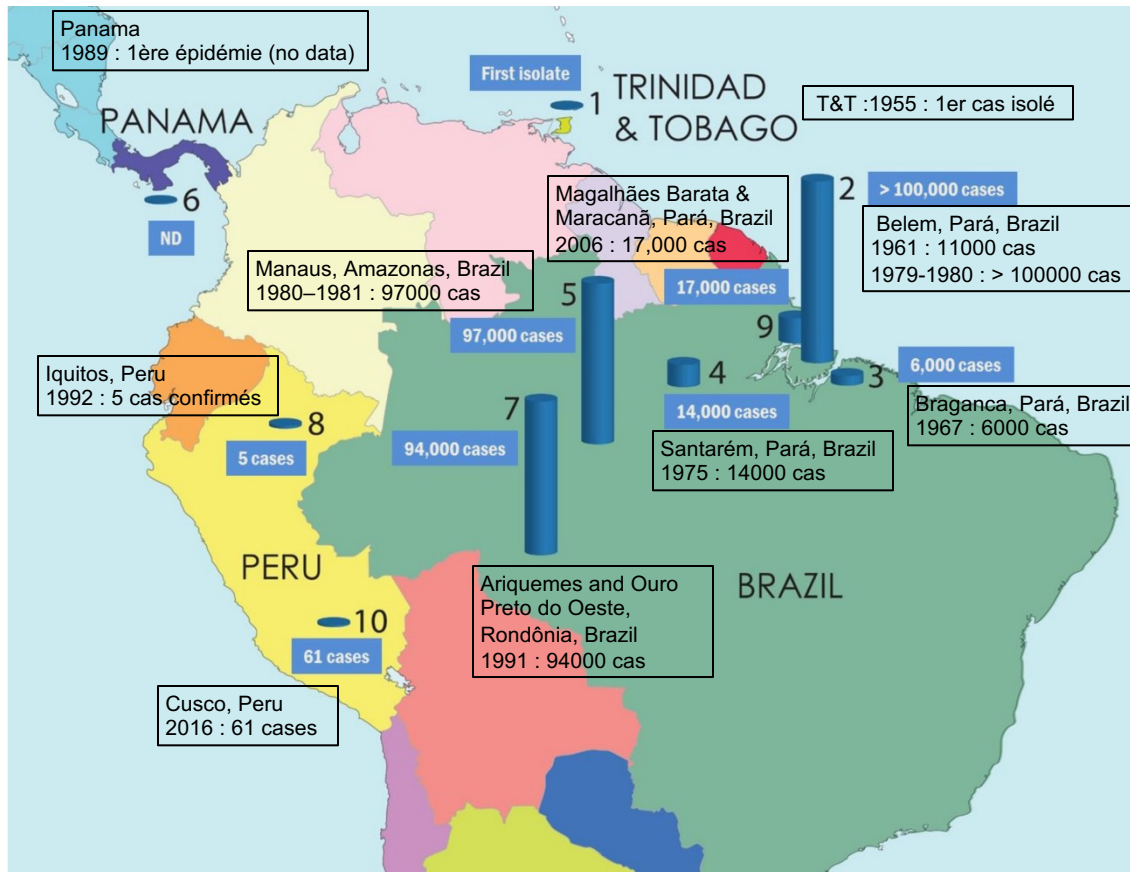 Panama
1989 : 1ère épidémie (no data)
First isolate
1
TRINIDAD
& TOBAGO
T&T :1955 : 1er cas isolé
PANAMA
6
ND
Magalhães Barata &
Maracanã, Pará, Brazil
2006 : 17,000 cas
2
> 100,000 cases
Belem, Pará, Brazil
1961 : 11000 cas
1979-1980 : > 100000 cas
Manaus, Amazonas, Brazil
1980–1981 : 97000 cas
5
97,000 cases
17,000 cases
9
Iquitos, Peru
1992 : 5 cas confirmés
8
5 cases
7
94,000 cases
4
14,000 cases
Santarém, Pará, Brazil
1975 : 14000 cas
3
6,000 cases
Braganca, Pará, Brazil
1967 : 6000 cas
PERU
BRAZIL
Ariquemes and Ouro
Preto do Oeste,
Rondônia, Brazil
1991 : 94000 cas
10
61 cases
Cusco, Peru
2016 : 61 cases